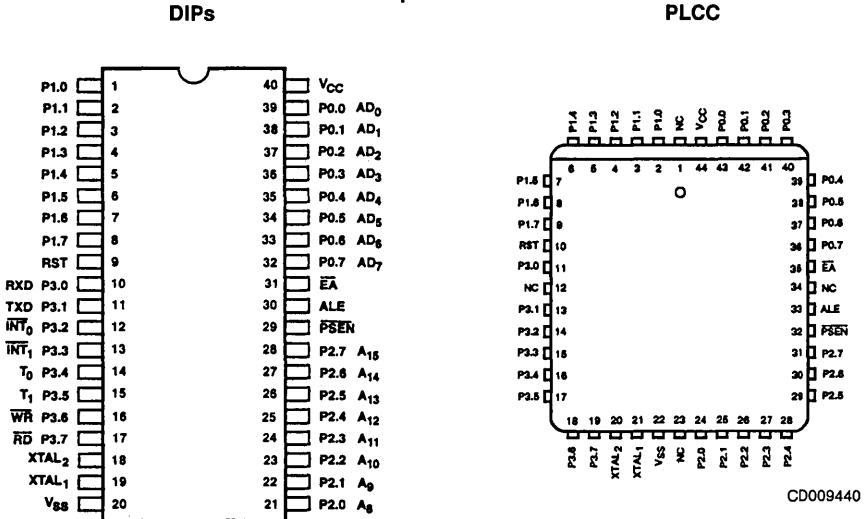 DIPs
P1.0 1 40 VCC
P1.1 2 39 P0.0 AD0
P1.2 3 38 P0.1 AD1
P1.3 4 37 P0.2 AD2
P1.4 5 36 P0.3 AD3
P1.5 6 35 P0.4 AD4
P1.6 7 34 P0.5 AD5
P1.7 8 33 P0.6 AD6
RST 9 32 P0.7 AD7
RXD P3.0 10 31 EA
TXD P3.1 11 30 ALE
INT0 P3.2 12 29 PSEN
INT1 P3.3 13 28 P2.7 A15
T0 P3.4 14 27 P2.6 A14
T1 P3.5 15 26 P2.5 A13
WR P3.6 16 25 P2.4 A12
RD P3.7 17 24 P2.3 A11
XTAL2 18 23 P2.2 A10
XTAL1 19 22 P2.1 A9
VSS 20 21 P2.0 A8
PLCC
P1.4 P1.3 P1.2 P1.1 P1.0 NC VCC P0.0 P0.1 P0.2 P0.3
6 5 4 3 2 1 44 43 42 41 40
P1.5 7 39 P0.4
P1.6 8 38 P0.5
P1.7 9 37 P0.6
RST 10 36 P0.7
P3.0 11 35 EA
NC 12 34 NC
P3.1 13 33 ALE
P3.2 14 32 PSEN
P3.3 15 31 P2.7
P3.4 16 30 P2.6
P3.5 17 29 P2.5
18 19 20 21 22 23 24 25 26 27 28
P3.6 P3.7 XTAL2 XTAL1 VSS NC P2.0 P2.1 P2.2 P2.3 P2.4
CD009440